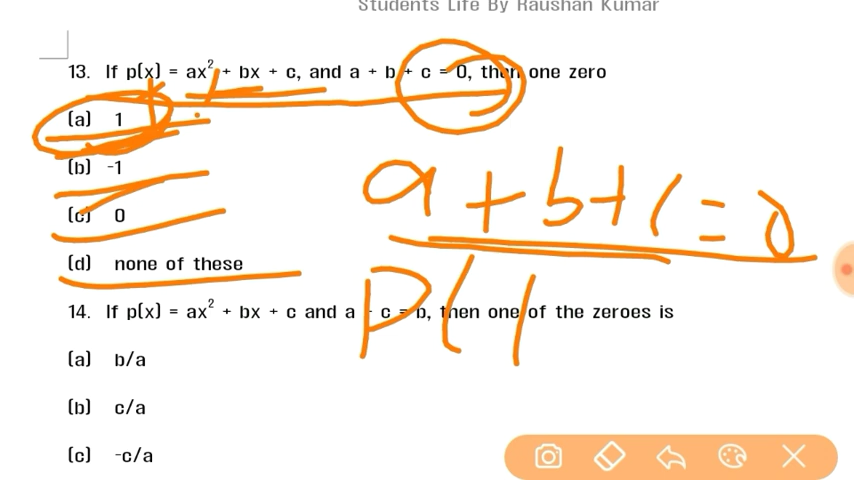 Students Life By Raushan Kumar
13. If p(x) = ax² + bx + c, and a + b + c = 0, then one zero
(a) 1
(b) -1
(c) 0
(d) none of these
a + b + c = 0
P( 1
14. If p(x) = ax² + bx + c and a + c = b, then one of the zeroes is
(a) b/a
(b) c/a
(c) -c/a